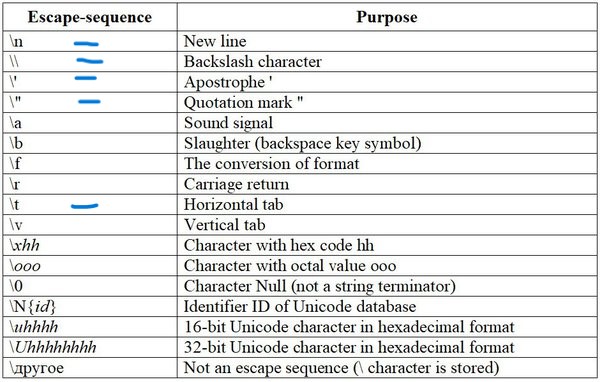 Escape-sequence Purpose
\n New line
\\ Backslash character
\' Apostrophe '
\" Quotation mark "
\a Sound signal
\b Slaughter (backspace key symbol)
\f The conversion of format
\r Carriage return
\t Horizontal tab
\v Vertical tab
\xhh Character with hex code hh
\ooo Character with octal value ooo
\0 Character Null (not a string terminator)
\N{id} Identifier ID of Unicode database
\uhhhh 16-bit Unicode character in hexadecimal format
\Uhhhhhhhh 32-bit Unicode character in hexadecimal format
\другое Not an escape sequence (\ character is stored)